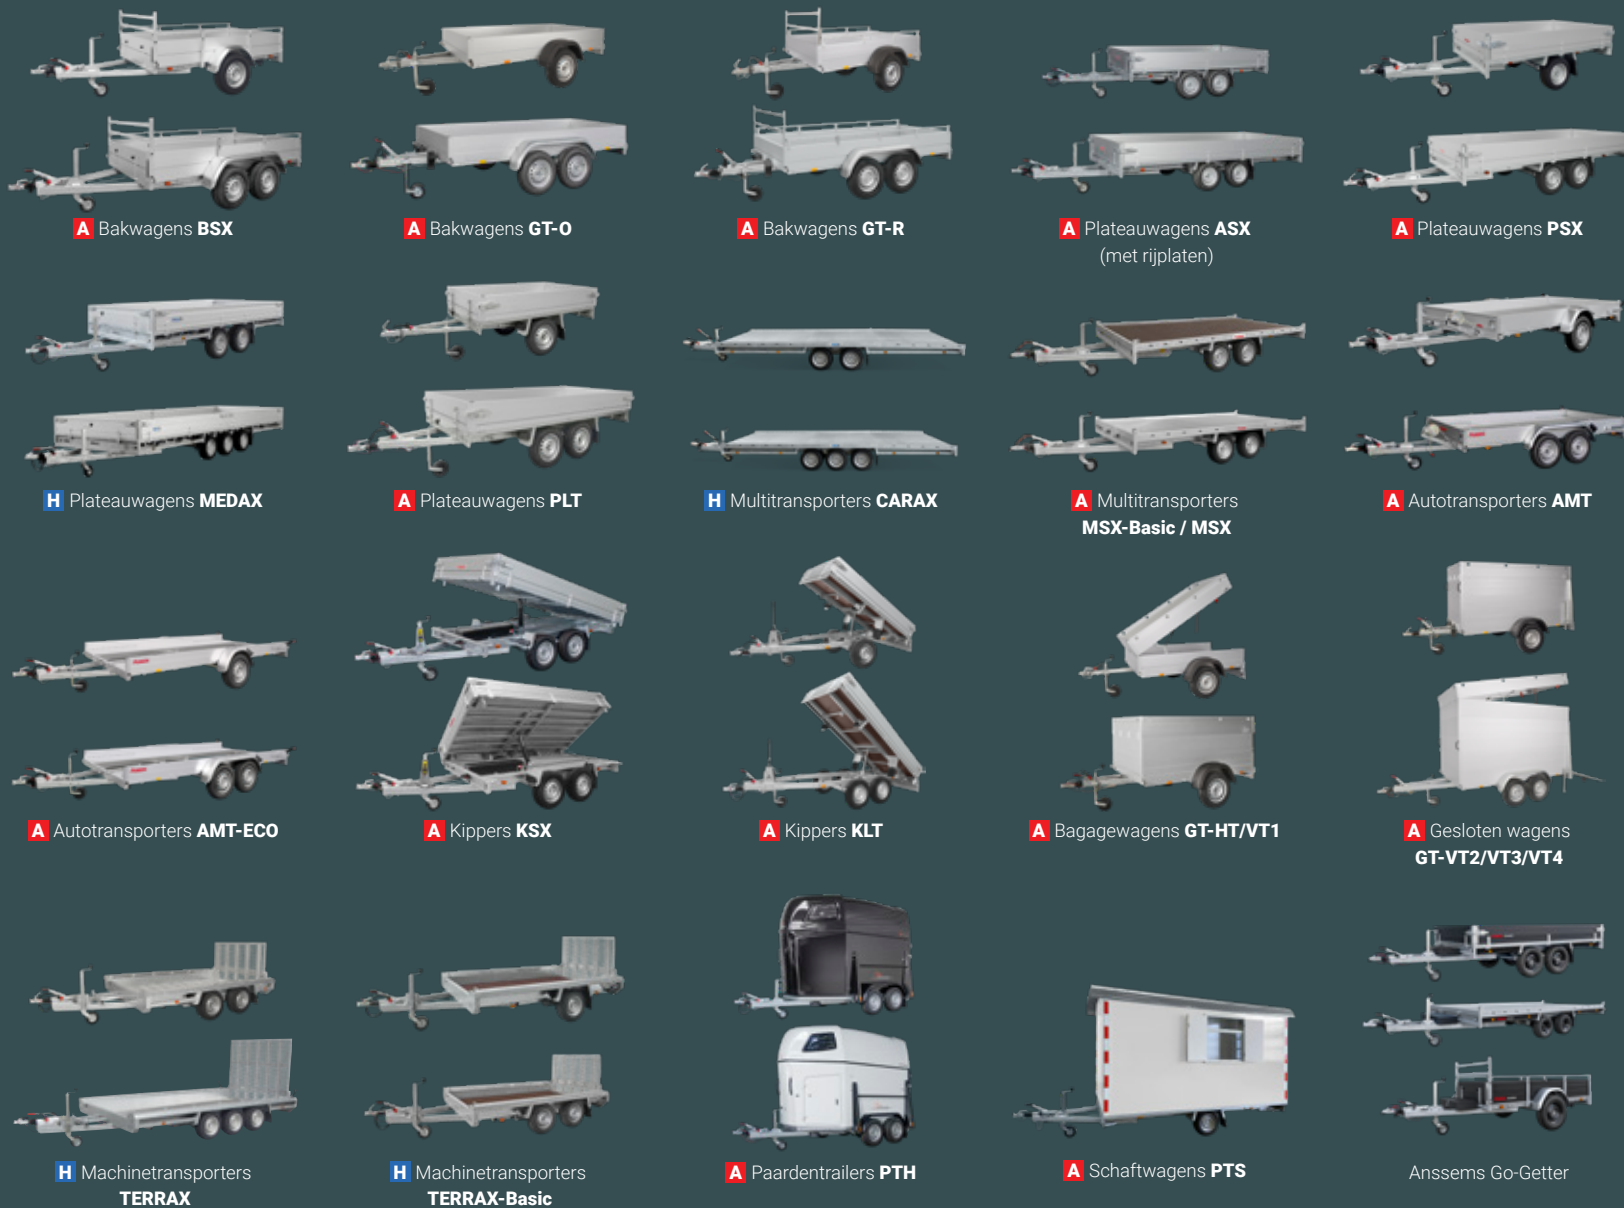 A Bakwagens BSX
A Bakwagens GT-O
A Bakwagens GT-R
A Plateauwagens ASX
(met rijplaten)
A Plateauwagens PSX
H Plateauwagens MEDAX
A Plateauwagens PLT
H Multitransporters CARAX
A Multitransporters
MSX-Basic / MSX
A Autotransporters AMT
A Autotransporters AMT-ECO
A Kippers KSX
A Kippers KLT
A Bagagewagens GT-HT/VT1
A Gesloten wagens
GT-VT2/VT3/VT4
H Machinetransporters
TERRAX
H Machinetransporters
TERRAX-Basic
A Paardentrailers PTH
A Schaftwagens PTS
Anssems Go-Getter